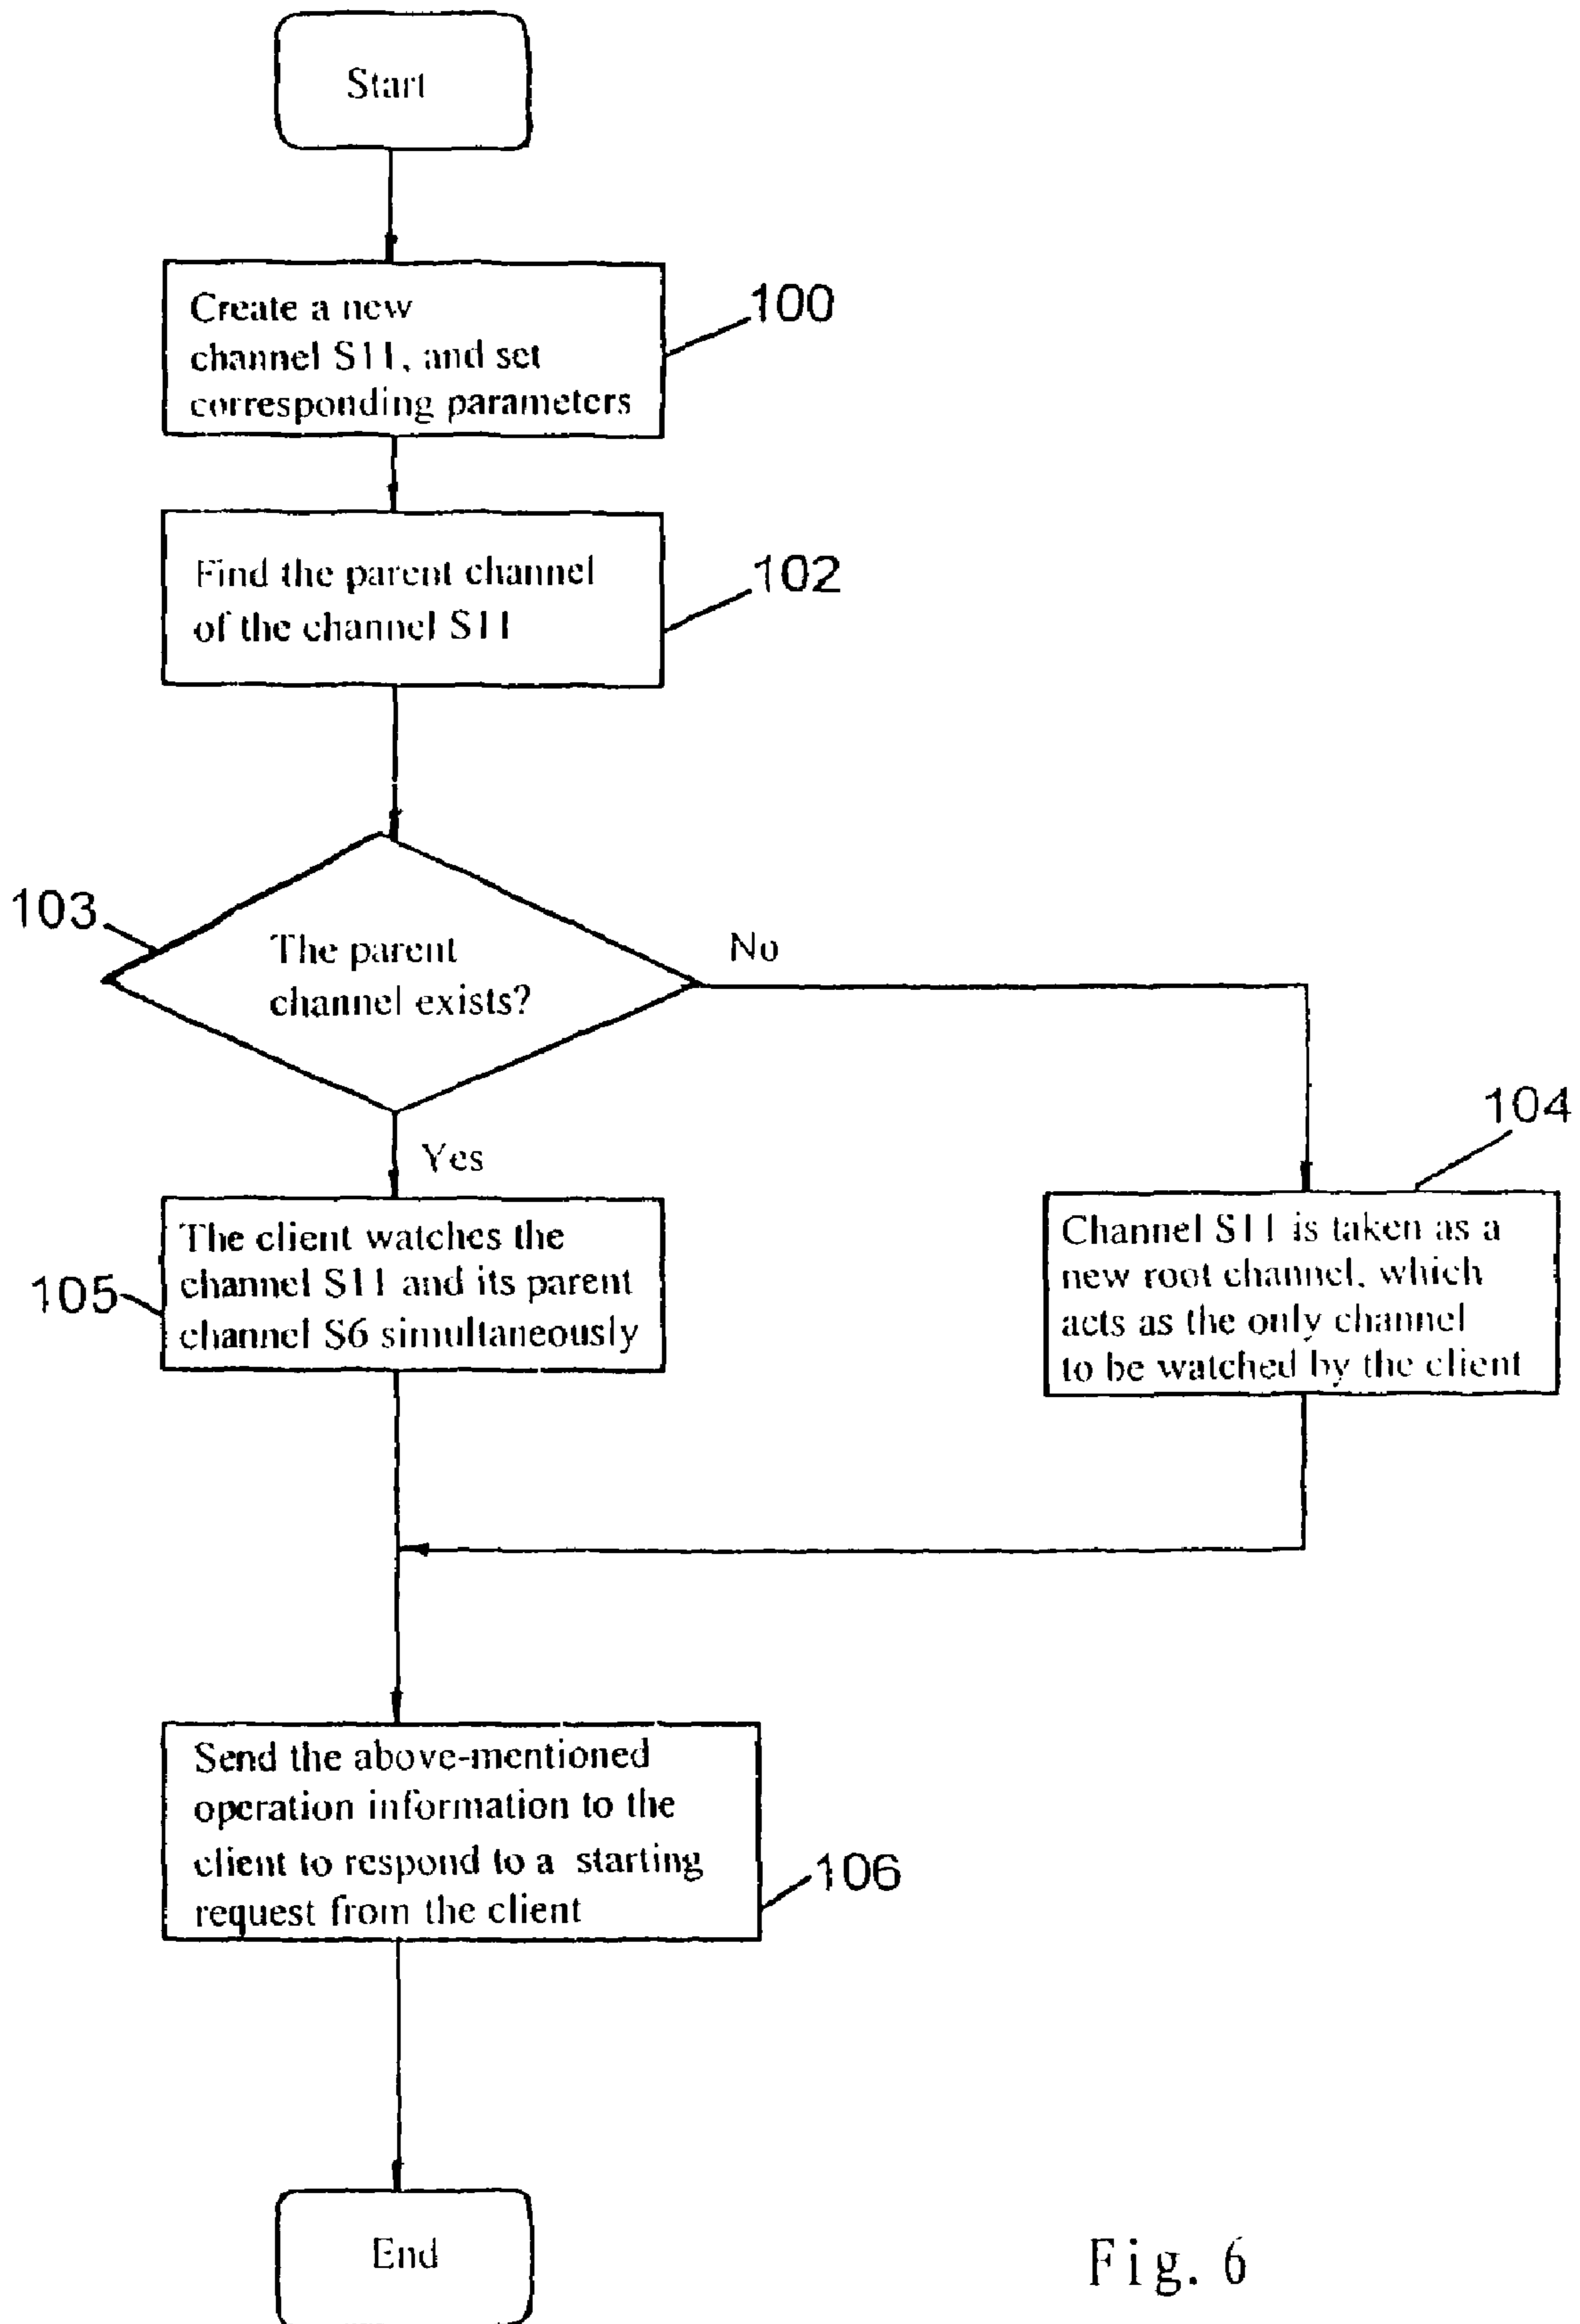 Start
Create a new
channel S11, and set
corresponding parameters
100
Find the parent channel
of the channel S11
102
103
The parent
channel exists?
No
Yes
104
The client watches the
channel S11 and its parent
channel S6 simultaneously
105
Channel S11 is taken as a
new root channel, which
acts as the only channel
to be watched by the client
Send the above-mentioned
operation information to the
client to respond to a starting
request from the client
106
End
Fig. 6